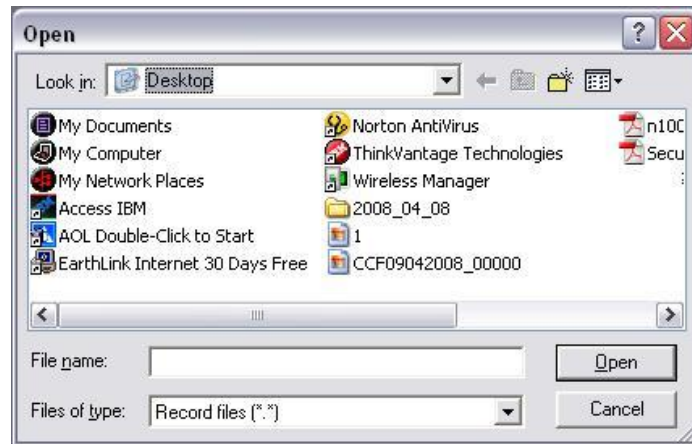 Open
Look in: Desktop
My Documents
My Computer
My Network Places
Access IBM
AOL Double-Click to Start
EarthLink Internet 30 Days Free
Norton AntiVirus
ThinkVantage Technologies
Wireless Manager
2008_04_08
1
CCF09042008_00000
n10C
Secu
File name:
Open
Files of type: Record files (*.*)
Cancel